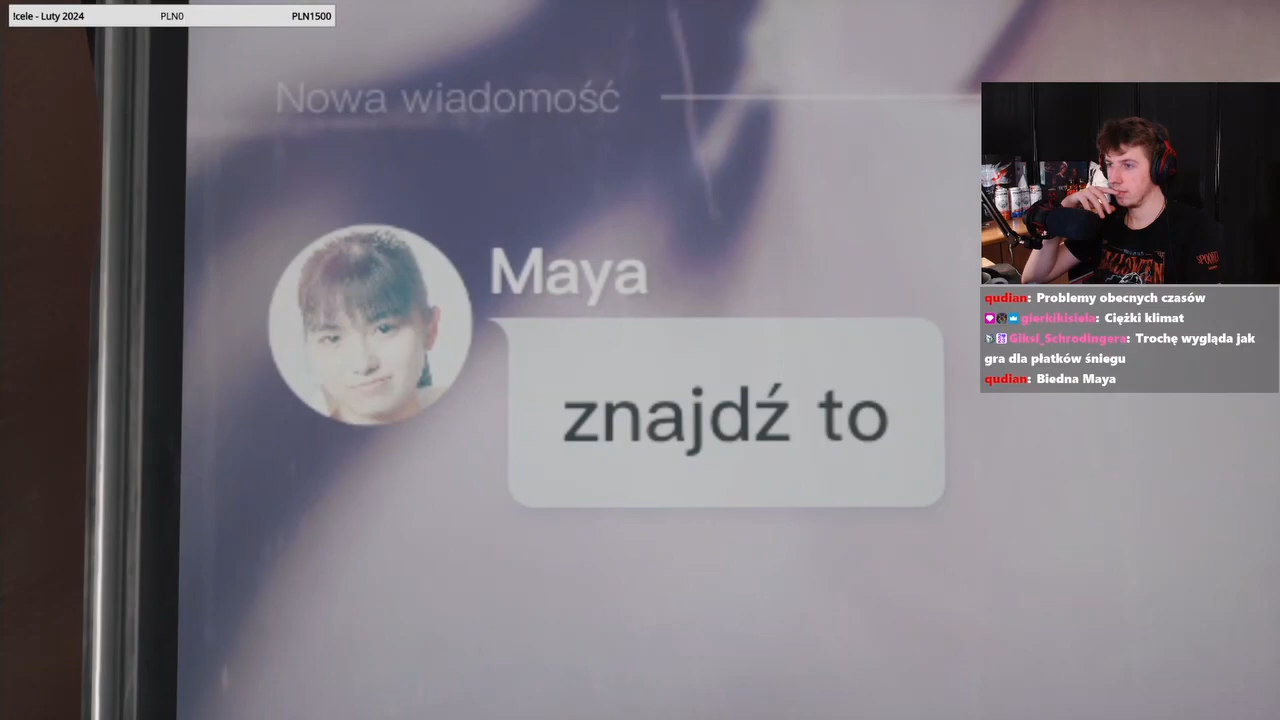 !cele - Luty 2024 PLN0 PLN1500
Nowa wiadomość
Maya
znajdź to
qudian: Problemy obecnych czasów
gierkikisiela: Ciężki klimat
Giksi_Schrodingera: Trochę wygląda jak
gra dla płatków śniegu
qudian: Biedna Maya